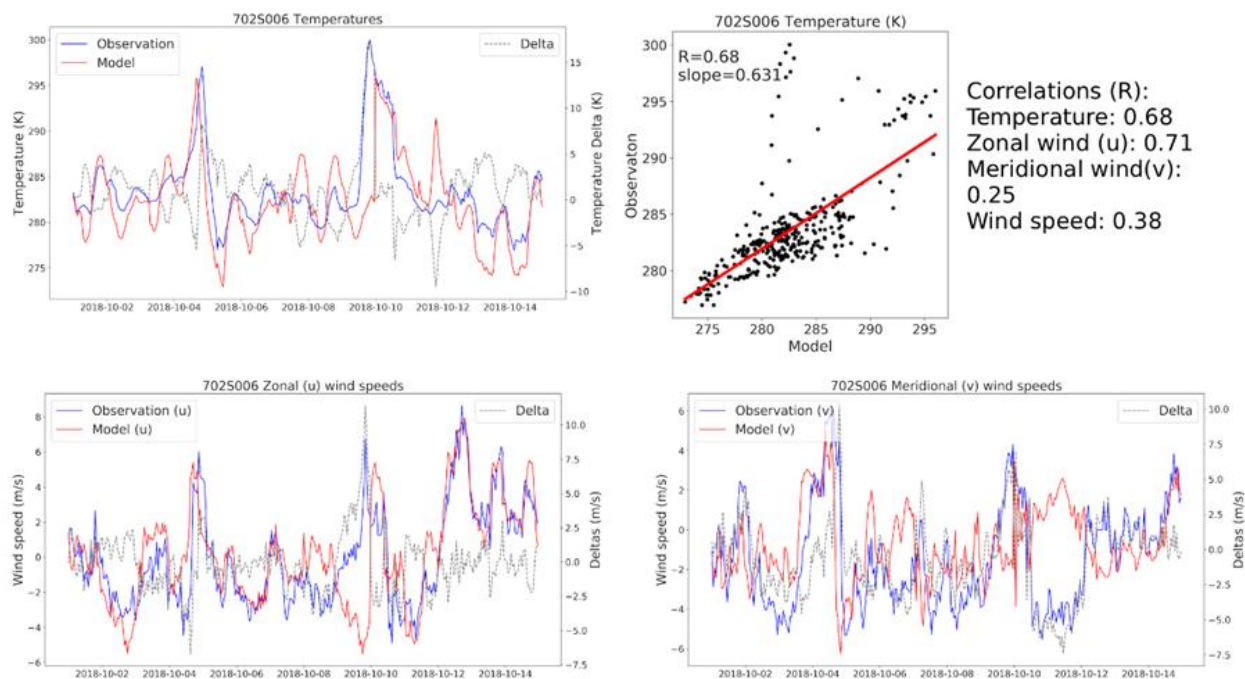 702S006 Temperatures
Observation
Model
Delta
Temperature (K)
300
295
290
285
280
275
Temperature Delta (K)
15
10
5
0
−5
−10
2018-10-02 2018-10-04 2018-10-06 2018-10-08 2018-10-10 2018-10-12 2018-10-14
702S006 Temperature (K)
R=0.68
slope=0.631
Observaton
300
295
290
285
280
275 280 285 290 295
Model
Correlations (R):
Temperature: 0.68
Zonal wind (u): 0.71
Meridional wind(v):
0.25
Wind speed: 0.38
702S006 Zonal (u) wind speeds
Observation (u)
Model (u)
Delta
Wind speed (m/s)
8
6
4
2
0
−2
−4
−6
Deltas (m/s)
10.0
7.5
5.0
2.5
0.0
−2.5
−5.0
−7.5
2018-10-02 2018-10-04 2018-10-06 2018-10-08 2018-10-10 2018-10-12 2018-10-14
702S006 Meridional (v) wind speeds
Observation (v)
Model (v)
Delta
Wind speed (m/s)
6
4
2
0
−2
−4
−6
Deltas (m/s)
10.0
7.5
5.0
2.5
0.0
−2.5
−5.0
−7.5
2018-10-02 2018-10-04 2018-10-06 2018-10-08 2018-10-10 2018-10-12 2018-10-14